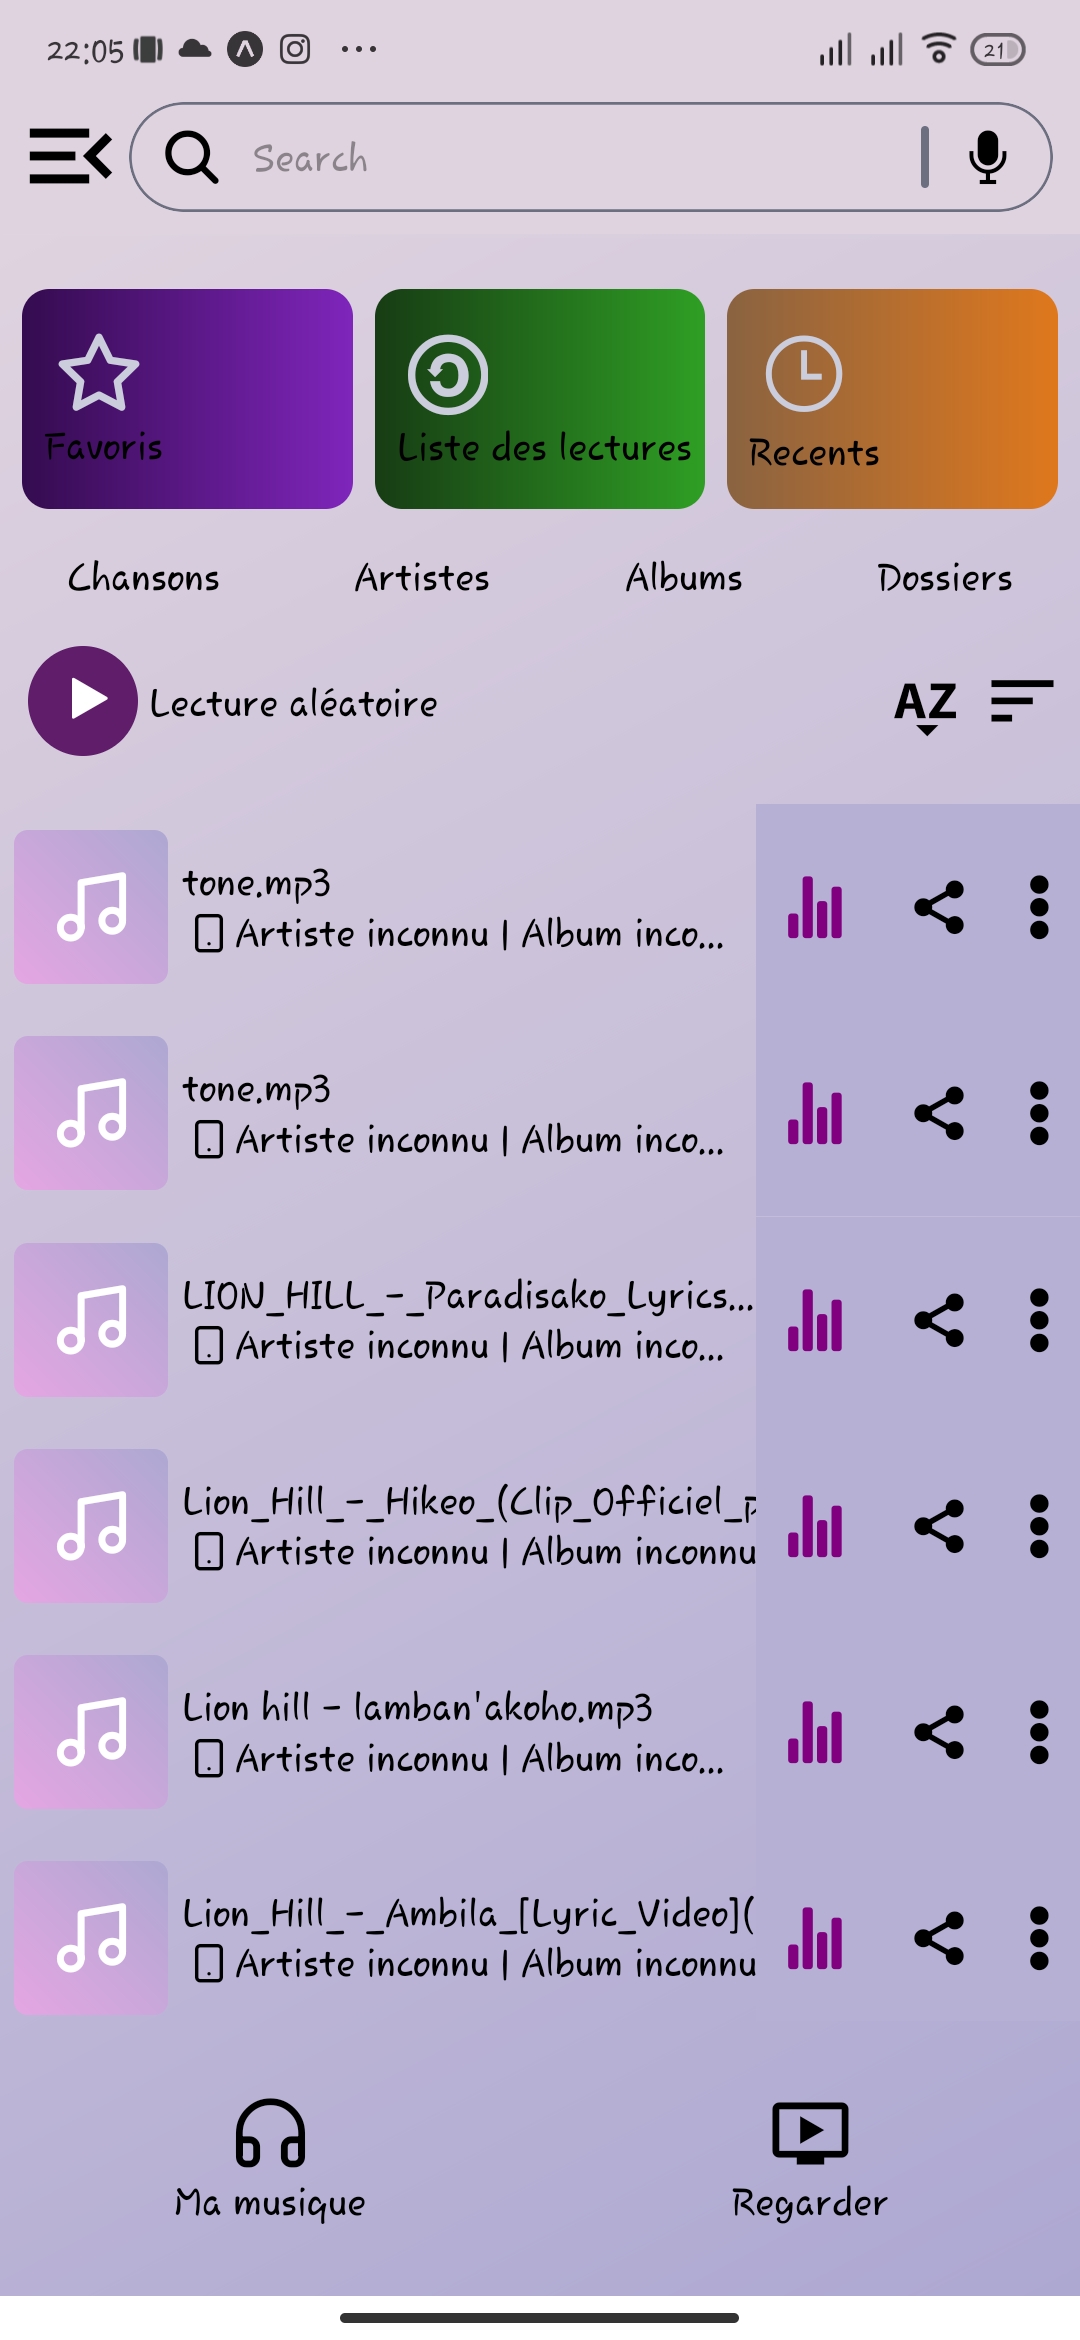 22:05
21
Search
Favoris
Liste des lectures
Recents
Chansons Artistes Albums Dossiers
Lecture aléatoire
AZ
tone.mp3
Artiste inconnu | Album inco...
tone.mp3
Artiste inconnu | Album inco...
LION_HILL_-_Paradisako_Lyrics...
Artiste inconnu | Album inco...
Lion_Hill_-_Hikeo_(Clip_Officiel_p
Artiste inconnu | Album inconnu
Lion hill - lamban'akoho.mp3
Artiste inconnu | Album inco...
Lion_Hill_-_Ambila_[Lyric_Video](
Artiste inconnu | Album inconnu
Ma musique
Regarder